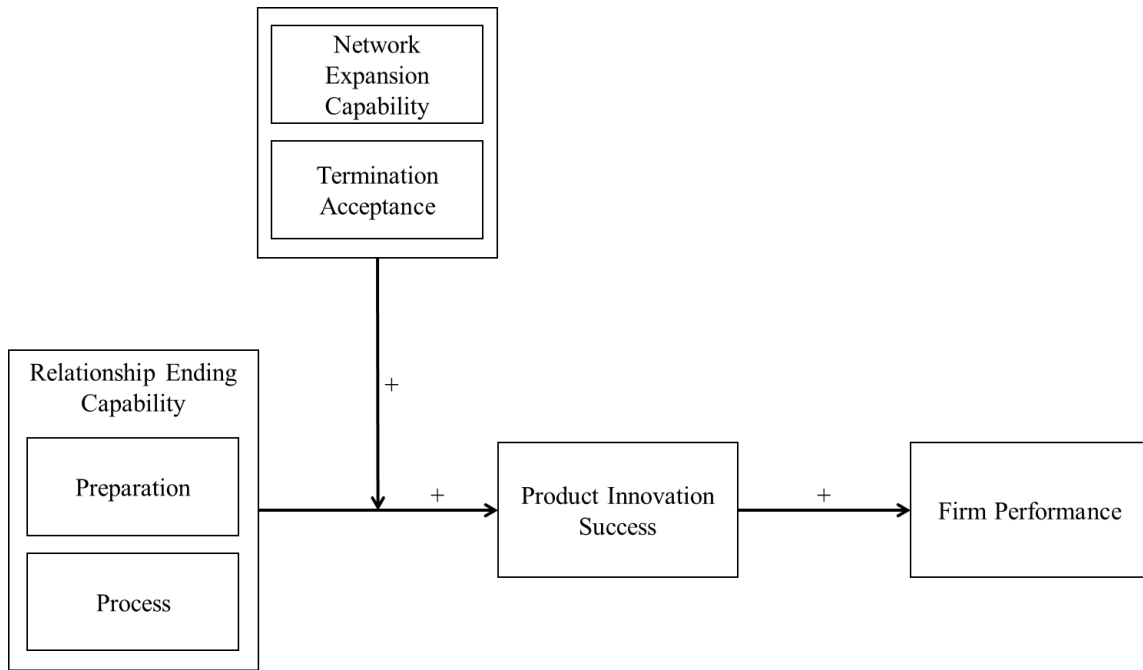 Network
Expansion
Capability
Termination
Acceptance
+
Relationship Ending
Capability
Preparation
Process
+
Product Innovation
Success
+
Firm Performance